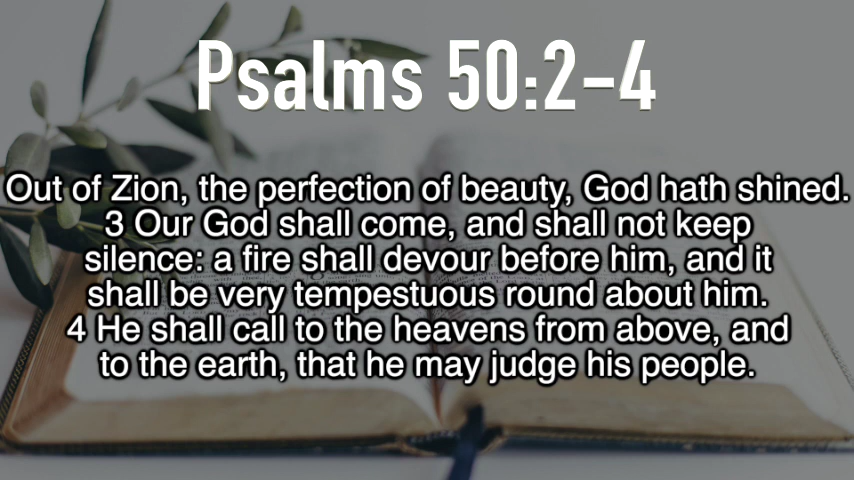 Psalms 50:2-4
Out of Zion, the perfection of beauty, God hath shined.
3 Our God shall come, and shall not keep
silence: a fire shall devour before him, and it
shall be very tempestuous round about him.
4 He shall call to the heavens from above, and
to the earth, that he may judge his people.